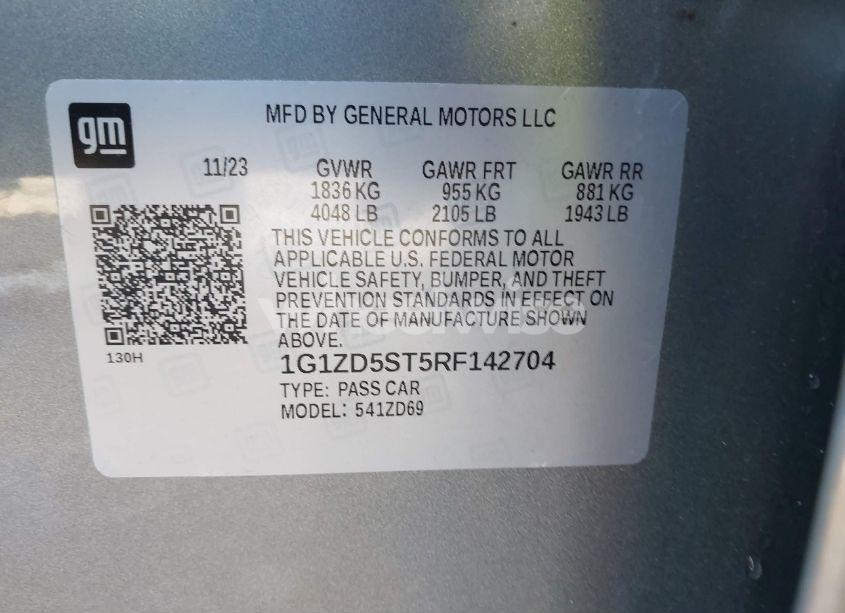 gm
MFD BY GENERAL MOTORS LLC
11/23 GVWR GAWR FRT GAWR RR
1836 KG 955 KG 881 KG
4048 LB 2105 LB 1943 LB
THIS VEHICLE CONFORMS TO ALL
APPLICABLE U.S. FEDERAL MOTOR
VEHICLE SAFETY, BUMPER, AND THEFT
PREVENTION STANDARDS IN EFFECT ON
THE DATE OF MANUFACTURE SHOWN
ABOVE.
130H
1G1ZD5ST5RF142704
TYPE: PASS CAR
MODEL: 541ZD69